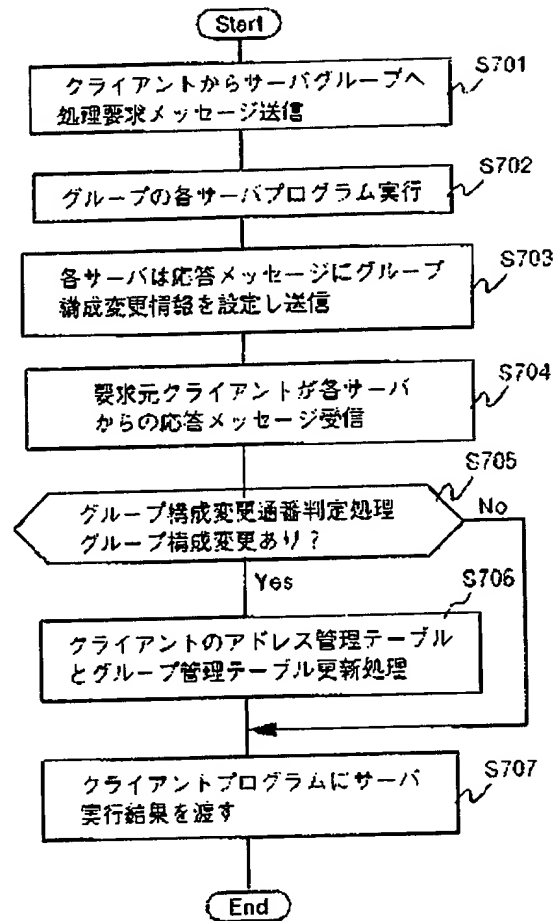 Start
クライアントからサーバグループへ
処理要求メッセージ送信
S701
グループの各サーバプログラム実行
S702
各サーバは応答メッセージにグループ
構成変更情報を設定し送信
S703
要求元クライアントが各サーバ
からの応答メッセージ受信
S704
グループ構成変更通番判定処理
グループ構成変更あり？
S705
No
Yes
クライアントのアドレス管理テーブル
とグループ管理テーブル更新処理
S706
クライアントプログラムにサーバ
実行結果を渡す
S707
End